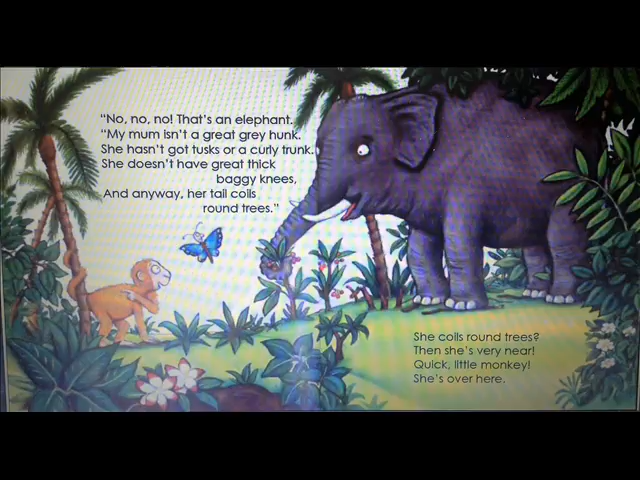 "No, no, no! That's an elephant.
"My mum isn't a great grey hunk.
She hasn't got tusks or a curly trunk.
She doesn't have great thick
baggy knees,
And anyway, her tail coils
round trees."
She coils round trees?
Then she's very near!
Quick, little monkey!
She's over here.